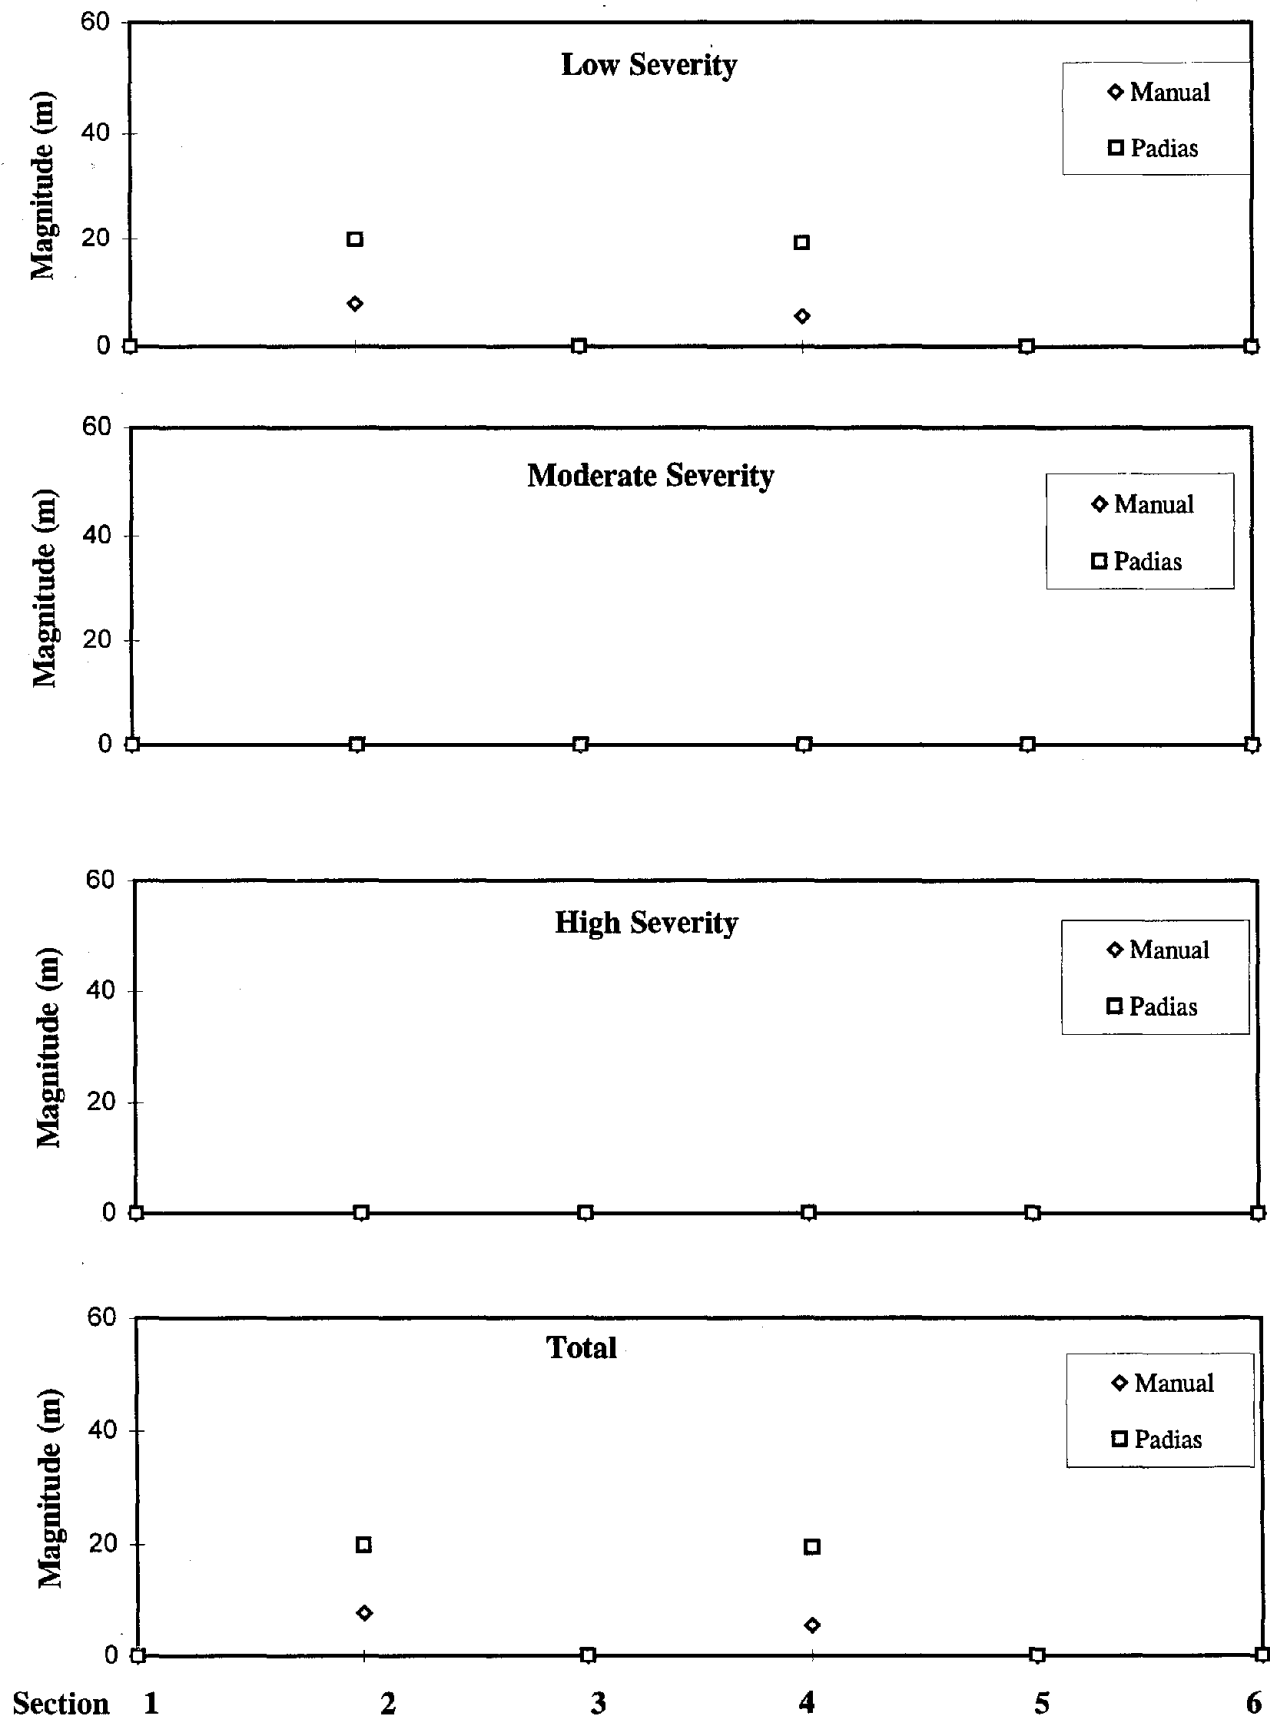 60
Low Severity
Manual
40
Padias
Magnitude (m)
20
0
60
Moderate Severity
Manual
40
Padias
Magnitude (m)
20
0
60
High Severity
Manual
40
Padias
Magnitude (m)
20
0
60
Total
Manual
40
Padias
Magnitude (m)
20
0
Section 1 2 3 4 5 6